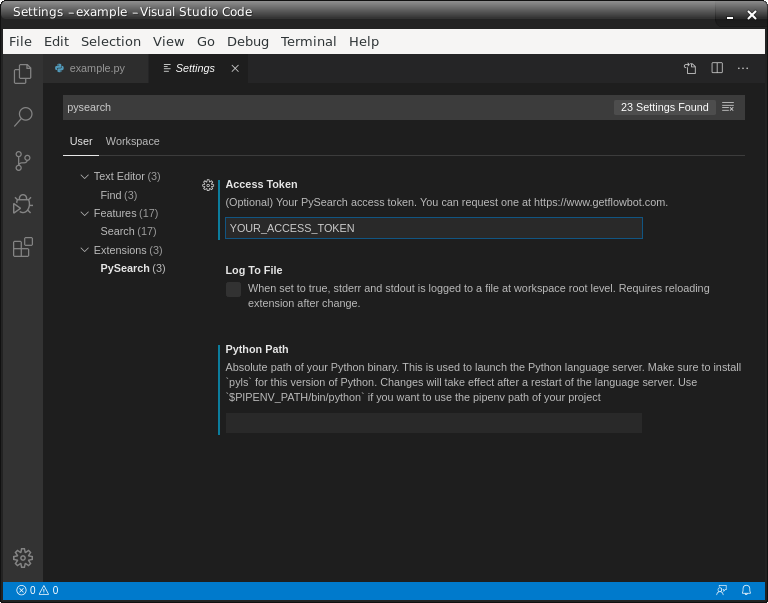 Settings – example – Visual Studio Code
File Edit Selection View Go Debug Terminal Help
example.py Settings
pysearch 23 Settings Found
User Workspace
Text Editor (3)
Find (3)
Features (17)
Search (17)
Extensions (3)
PySearch (3)
Access Token
(Optional) Your PySearch access token. You can request one at https://www.getflowbot.com.
YOUR_ACCESS_TOKEN
Log To File
When set to true, stderr and stdout is logged to a file at workspace root level. Requires reloading
extension after change.
Python Path
Absolute path of your Python binary. This is used to launch the Python language server. Make sure to install
`pyls` for this version of Python. Changes will take effect after a restart of the language server. Use
`$PIPENV_PATH/bin/python` if you want to use the pipenv path of your project
0 0